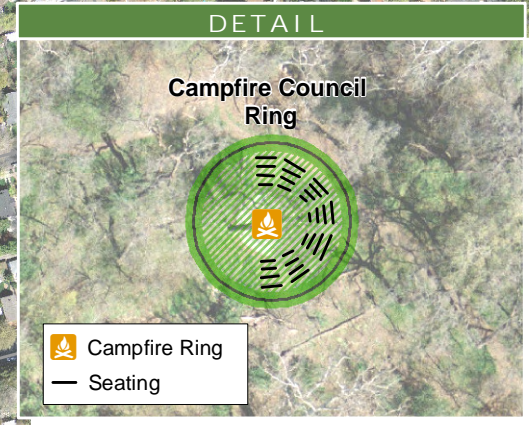 DETAIL
Campfire Council
Ring
Campfire Ring
Seating